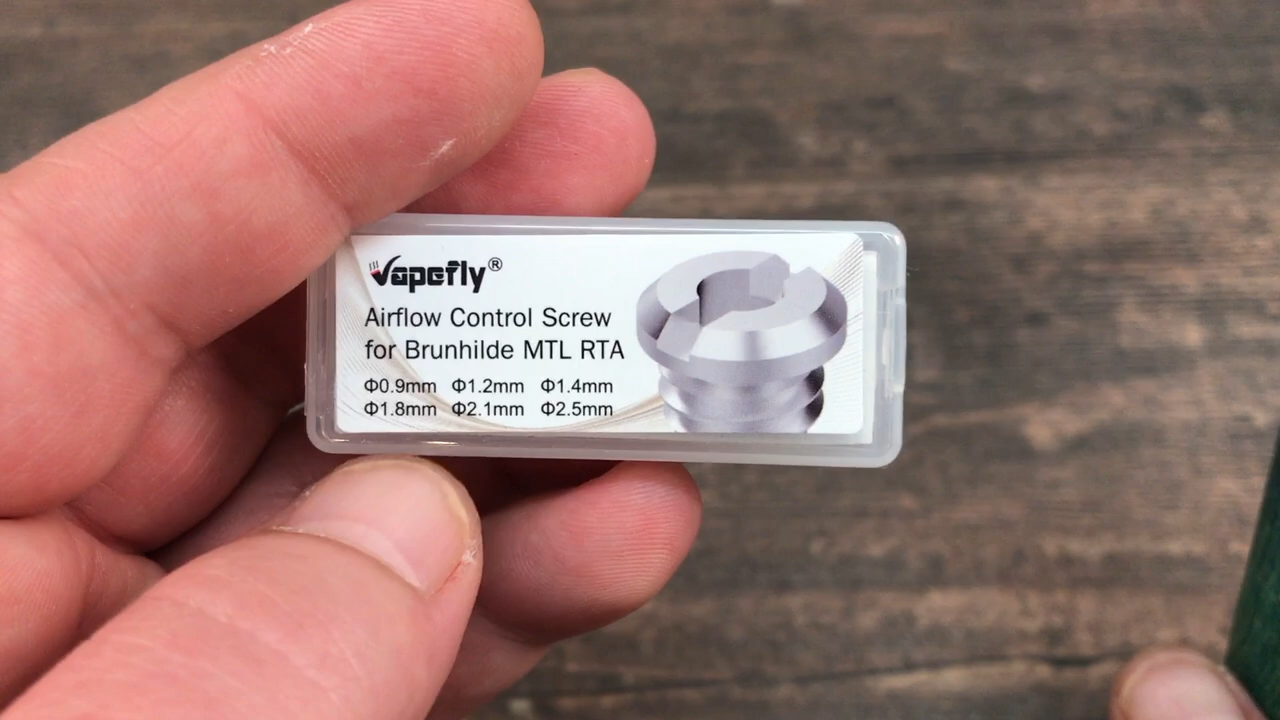 Vapefly®
Airflow Control Screw
for Brunhilde MTL RTA
Φ0.9mm Φ1.2mm Φ1.4mm
Φ1.8mm Φ2.1mm Φ2.5mm